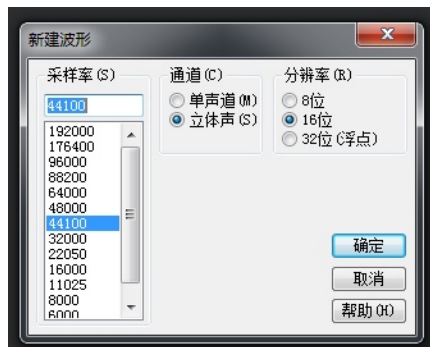 新建波形
采样率(S)
44100
192000
176400
96000
88200
64000
48000
44100
32000
22050
16000
11025
8000
6000
通道(C)
单声道(M)
立体声(S)
分辨率(R)
8位
16位
32位(浮点)
确定
取消
帮助(H)